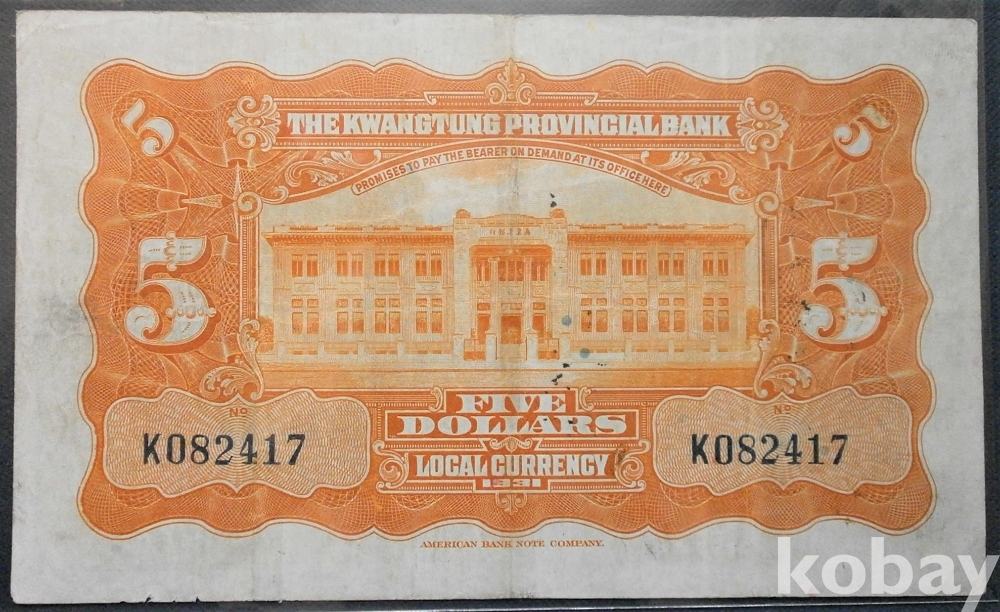 5 5
THE KWANGTUNG PROVINCIAL BANK
PROMISES TO PAY THE BEARER ON DEMAND AT ITS OFFICE HERE
5 5
FIVE
DOLLARS
No No
K082417 K082417
LOCAL CURRENCY
1931
AMERICAN BANK NOTE COMPANY.
kobay